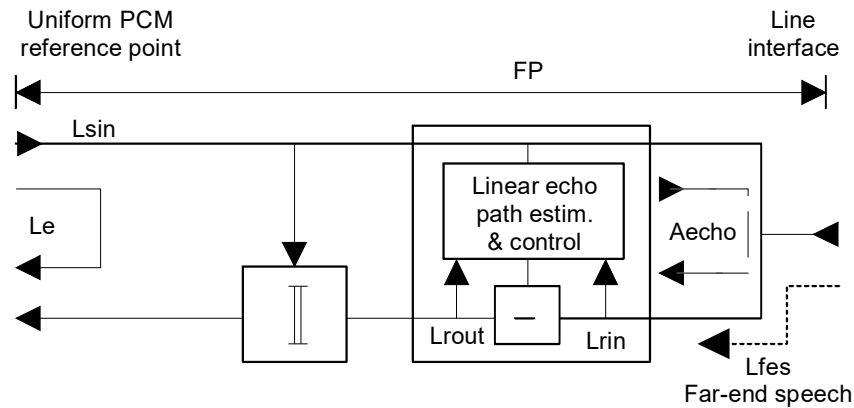 Uniform PCM
reference point
Line
interface
FP
Lsin
Linear echo
path estim.
& control
Le
Aecho
Lrout
–
Lrin
Lfes
Far-end speech